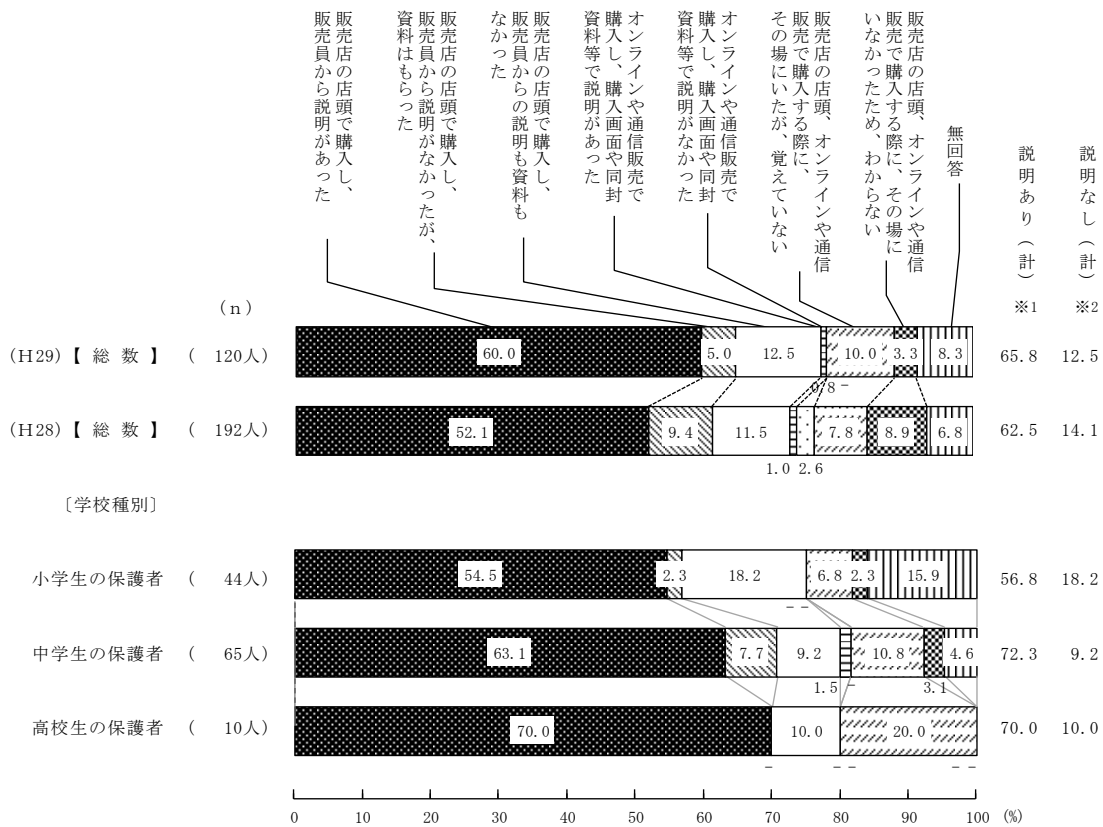 販売店の店頭で購入し、
販売員から説明があった
販売店の店頭で購入し、
販売員から説明がなかったが、
資料はもらった
販売店の店頭で購入し、
販売員からの説明も資料も
なかった
オンラインや通信販売で
購入し、購入画面や同封
資料等で説明があった
オンラインや通信販売で
購入し、購入画面や同封
資料等で説明がなかった
販売店の店頭、オンラインや通信
販売で購入する際に、
その場にいたが、覚えていない
販売店の店頭、オンラインや通信
販売で購入する際に、その場に
いなかったため、わからない
無回答
説明あり(計)
説明なし(計)
(n)
※1
※2
(H29)【 総 数 】 ( 120人) 60.0 5.0 12.5 10.0 3.3 8.3 65.8 12.5
0.8 -
(H28)【 総 数 】 ( 192人) 52.1 9.4 11.5 7.8 8.9 6.8 62.5 14.1
1.0 2.6
〔学校種別〕
小学生の保護者 ( 44人) 54.5 2.3 18.2 6.8 2.3 15.9 56.8 18.2
- -
中学生の保護者 ( 65人) 63.1 7.7 9.2 10.8 4.6 72.3 9.2
1.5 - 3.1
高校生の保護者 ( 10人) 70.0 10.0 20.0 70.0 10.0
- - - - -
0 10 20 30 40 50 60 70 80 90 100 (%)